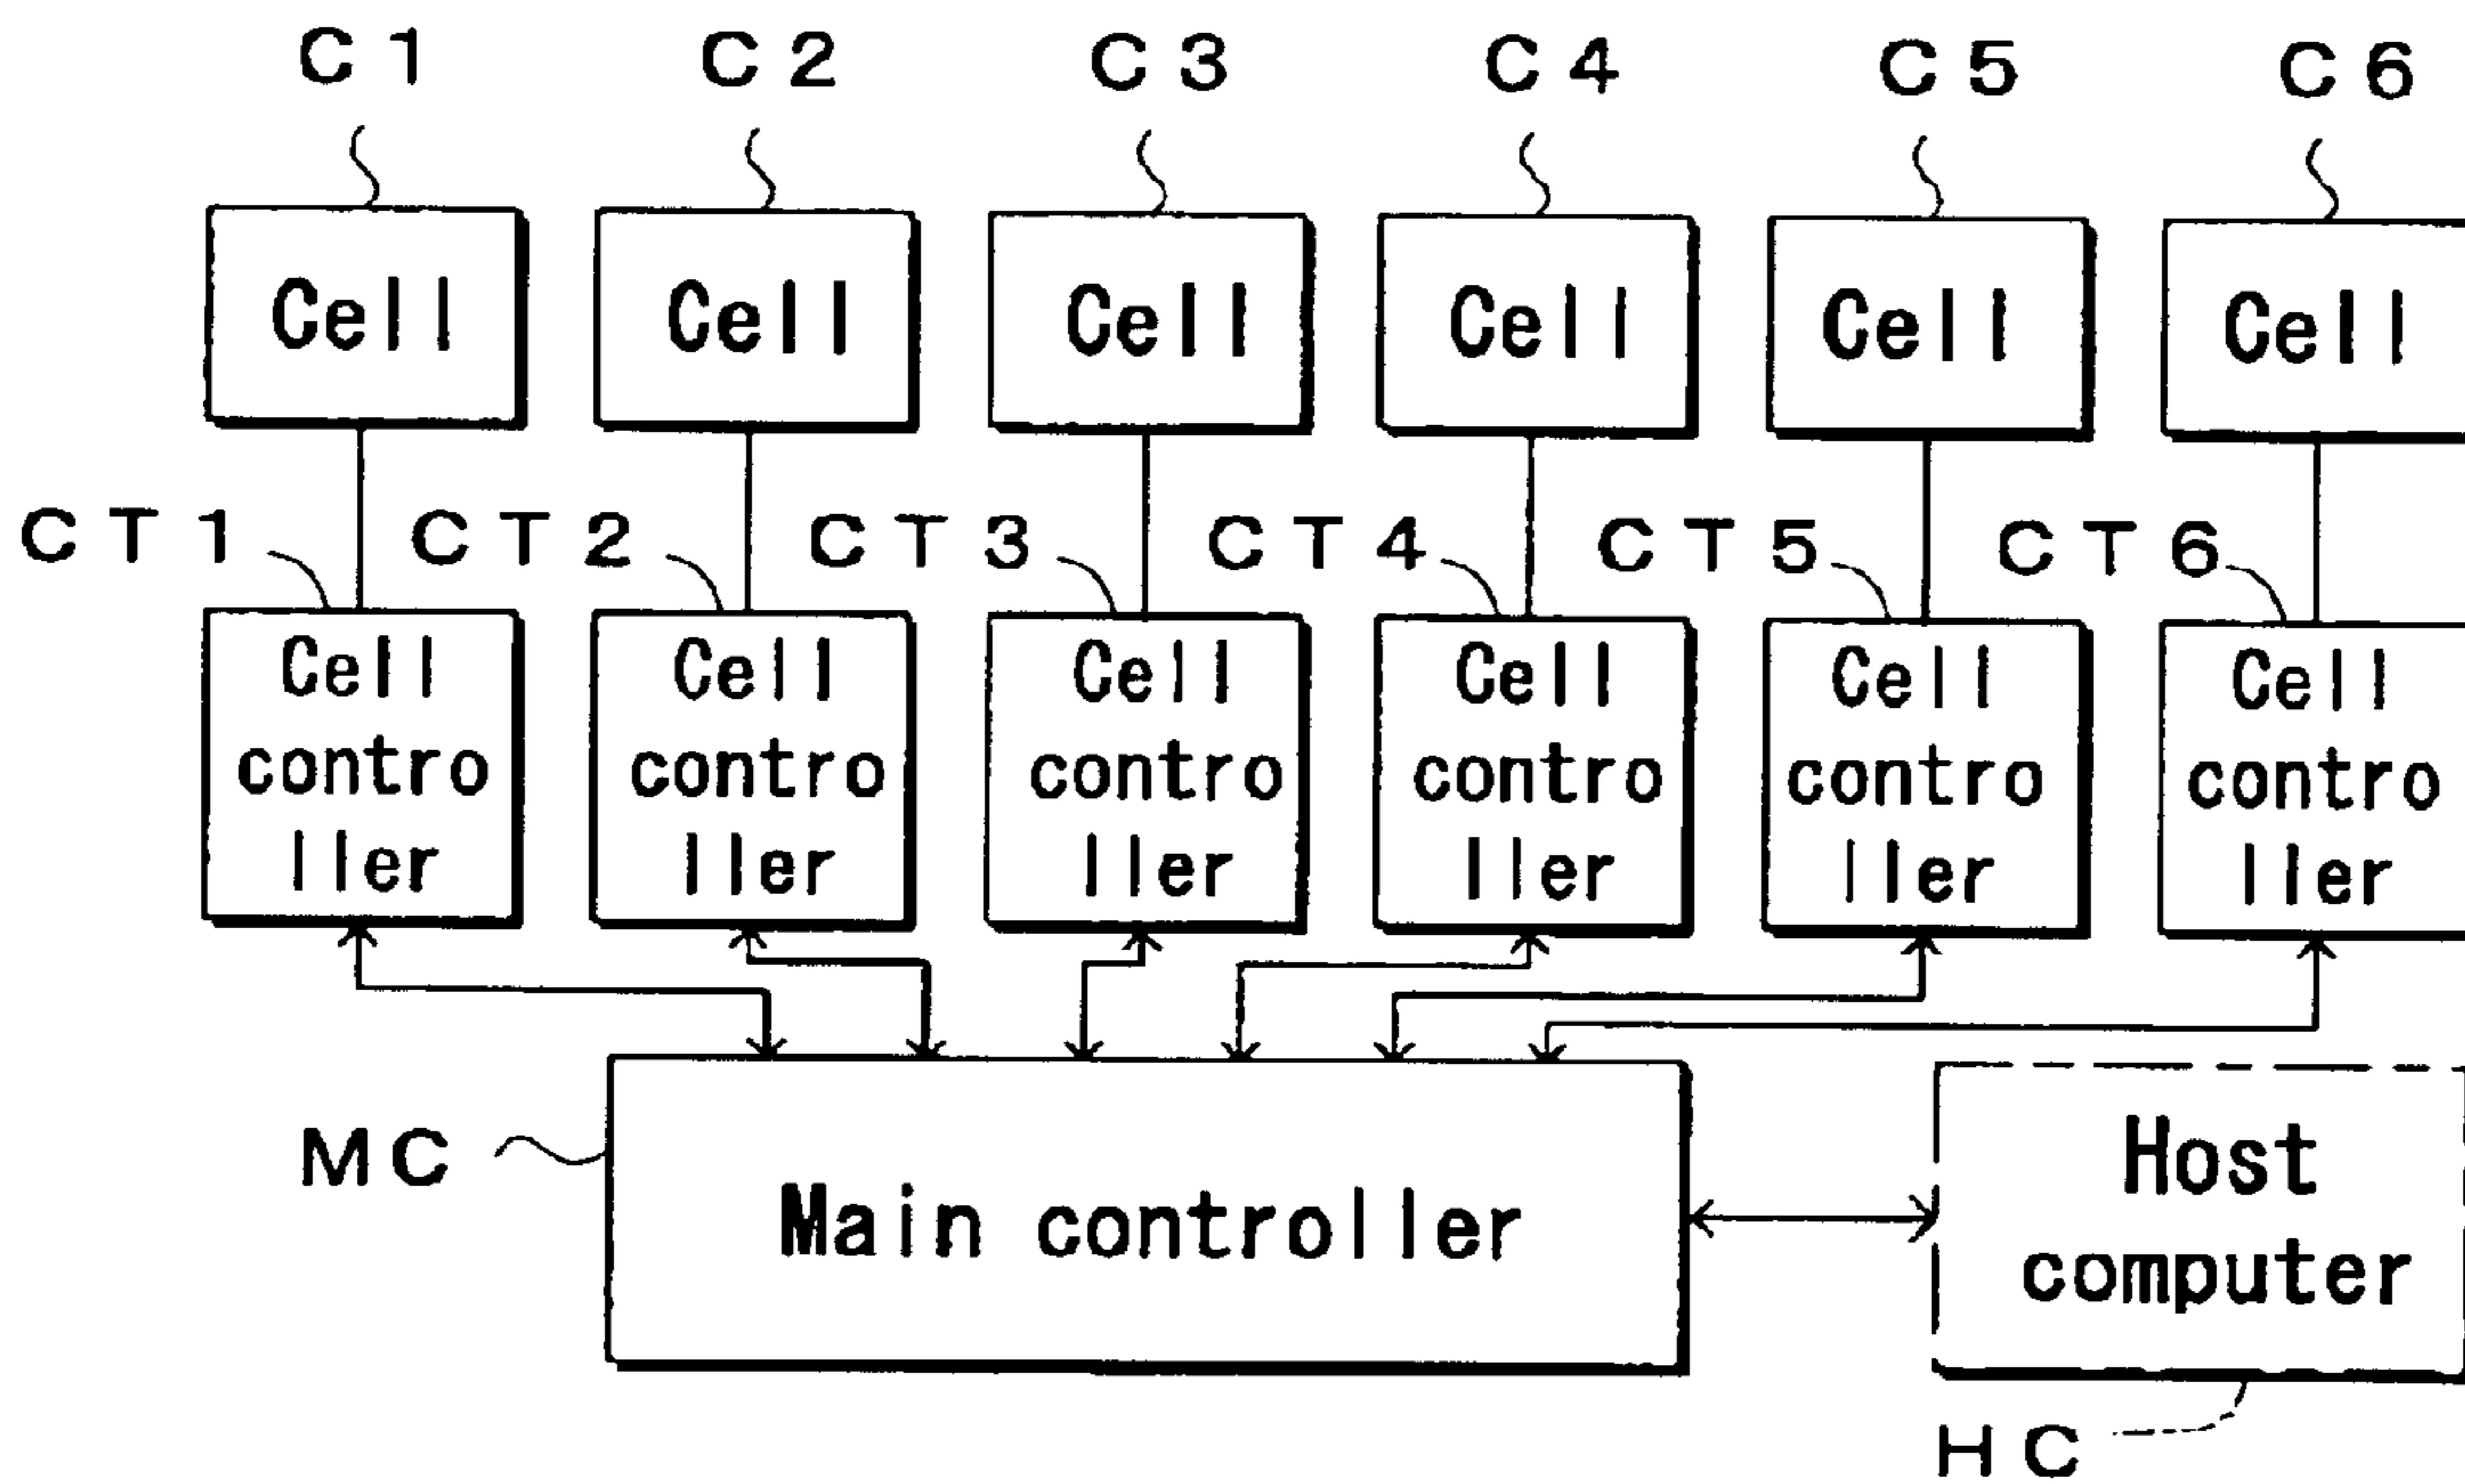 C1 C2 C3 C4 C5 C6
Cell Cell Cell Cell Cell Cell
CT1 CT2 CT3 CT4 CT5 CT6
Cell Cell Cell Cell Cell Cell
contro contro contro contro contro contro
ller ller ller ller ller ller
MC
Main controller
Host
computer
HC